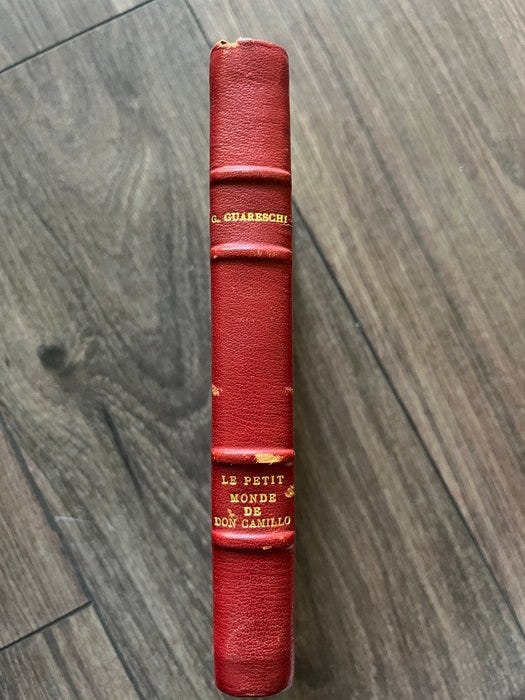 G. GUARESCHI
LE PETIT
MONDE
DE
DON CAMILLO